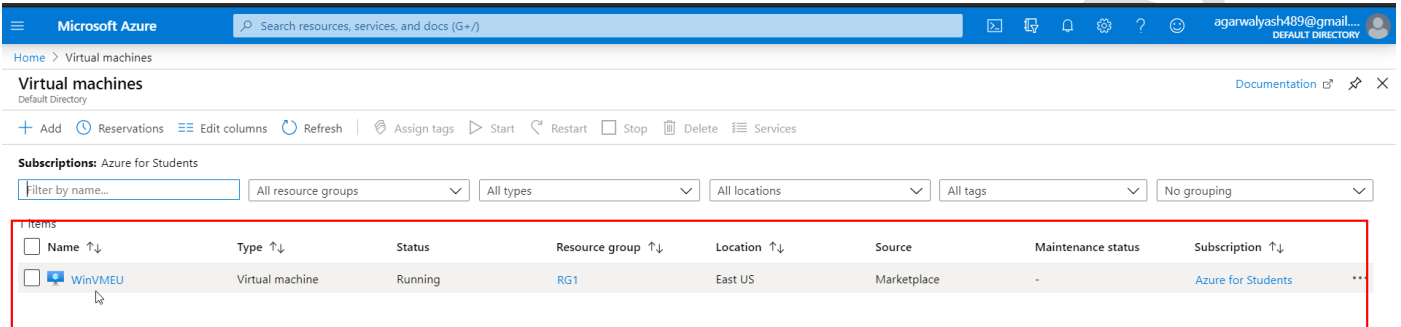 Microsoft Azure Search resources, services, and docs (G+/) ? agarwalyash489@gmail....
DEFAULT DIRECTORY
Home > Virtual machines
Virtual machines Documentation
Default Directory
+ Add Reservations Edit columns Refresh Assign tags Start Restart Stop Delete Services
Subscriptions: Azure for Students
Filter by name... All resource groups All types All locations All tags No grouping
1 items
Name ↑↓ Type ↑↓ Status Resource group ↑↓ Location ↑↓ Source Maintenance status Subscription ↑↓
WinVMEU Virtual machine Running RG1 East US Marketplace - Azure for Students ...